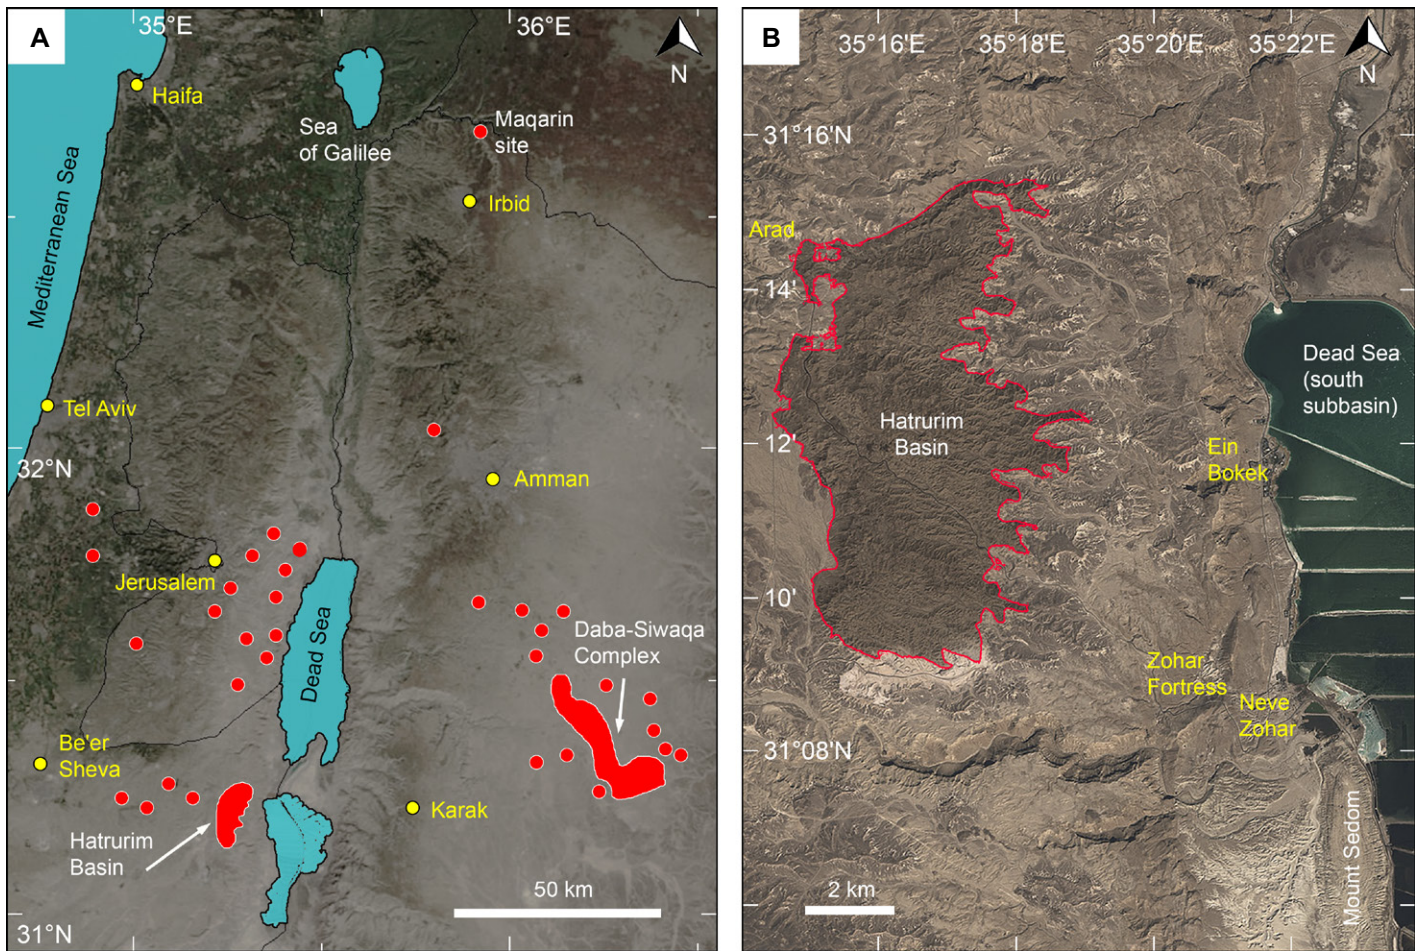 A
35°E
36°E
N
Haifa
Sea
of Galilee
Maqarin
site
Irbid
Mediterranean Sea
Tel Aviv
32°N
Amman
Jerusalem
Dead Sea
Daba-Siwaqa
Complex
Be'er
Sheva
Karak
Hatrurim
Basin
50 km
31°N
B
35°16'E
35°18'E
35°20'E
35°22'E
N
31°16'N
Arad
14'
Dead Sea
(south
subbasin)
Hatrurim
Basin
12'
Ein
Bokek
10'
Zohar
Fortress
Neve
Zohar
31°08'N
2 km
Mount Sedom